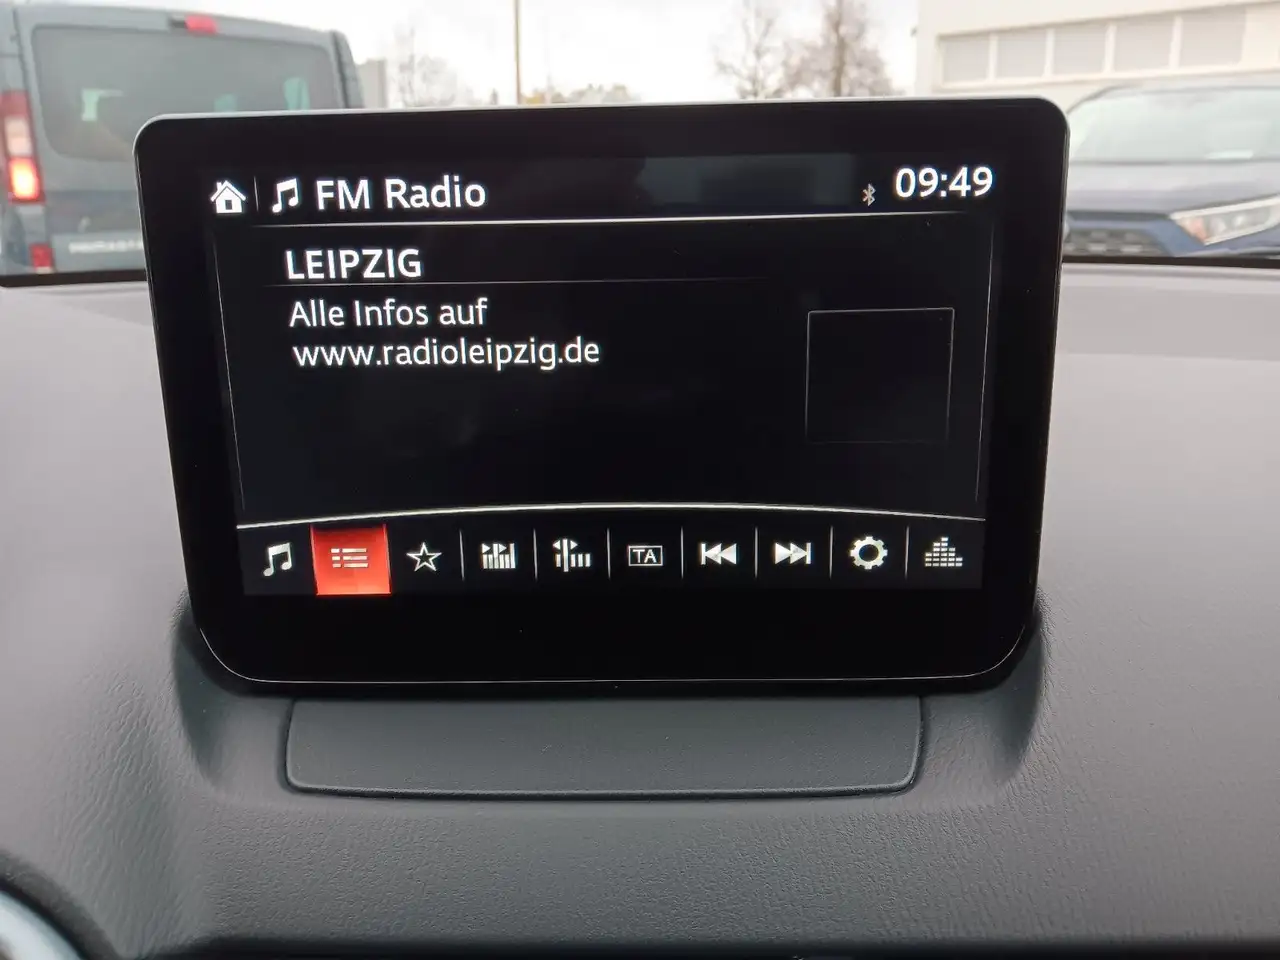 FM Radio
09:49
LEIPZIG
Alle Infos auf
www.radioleipzig.de
TA